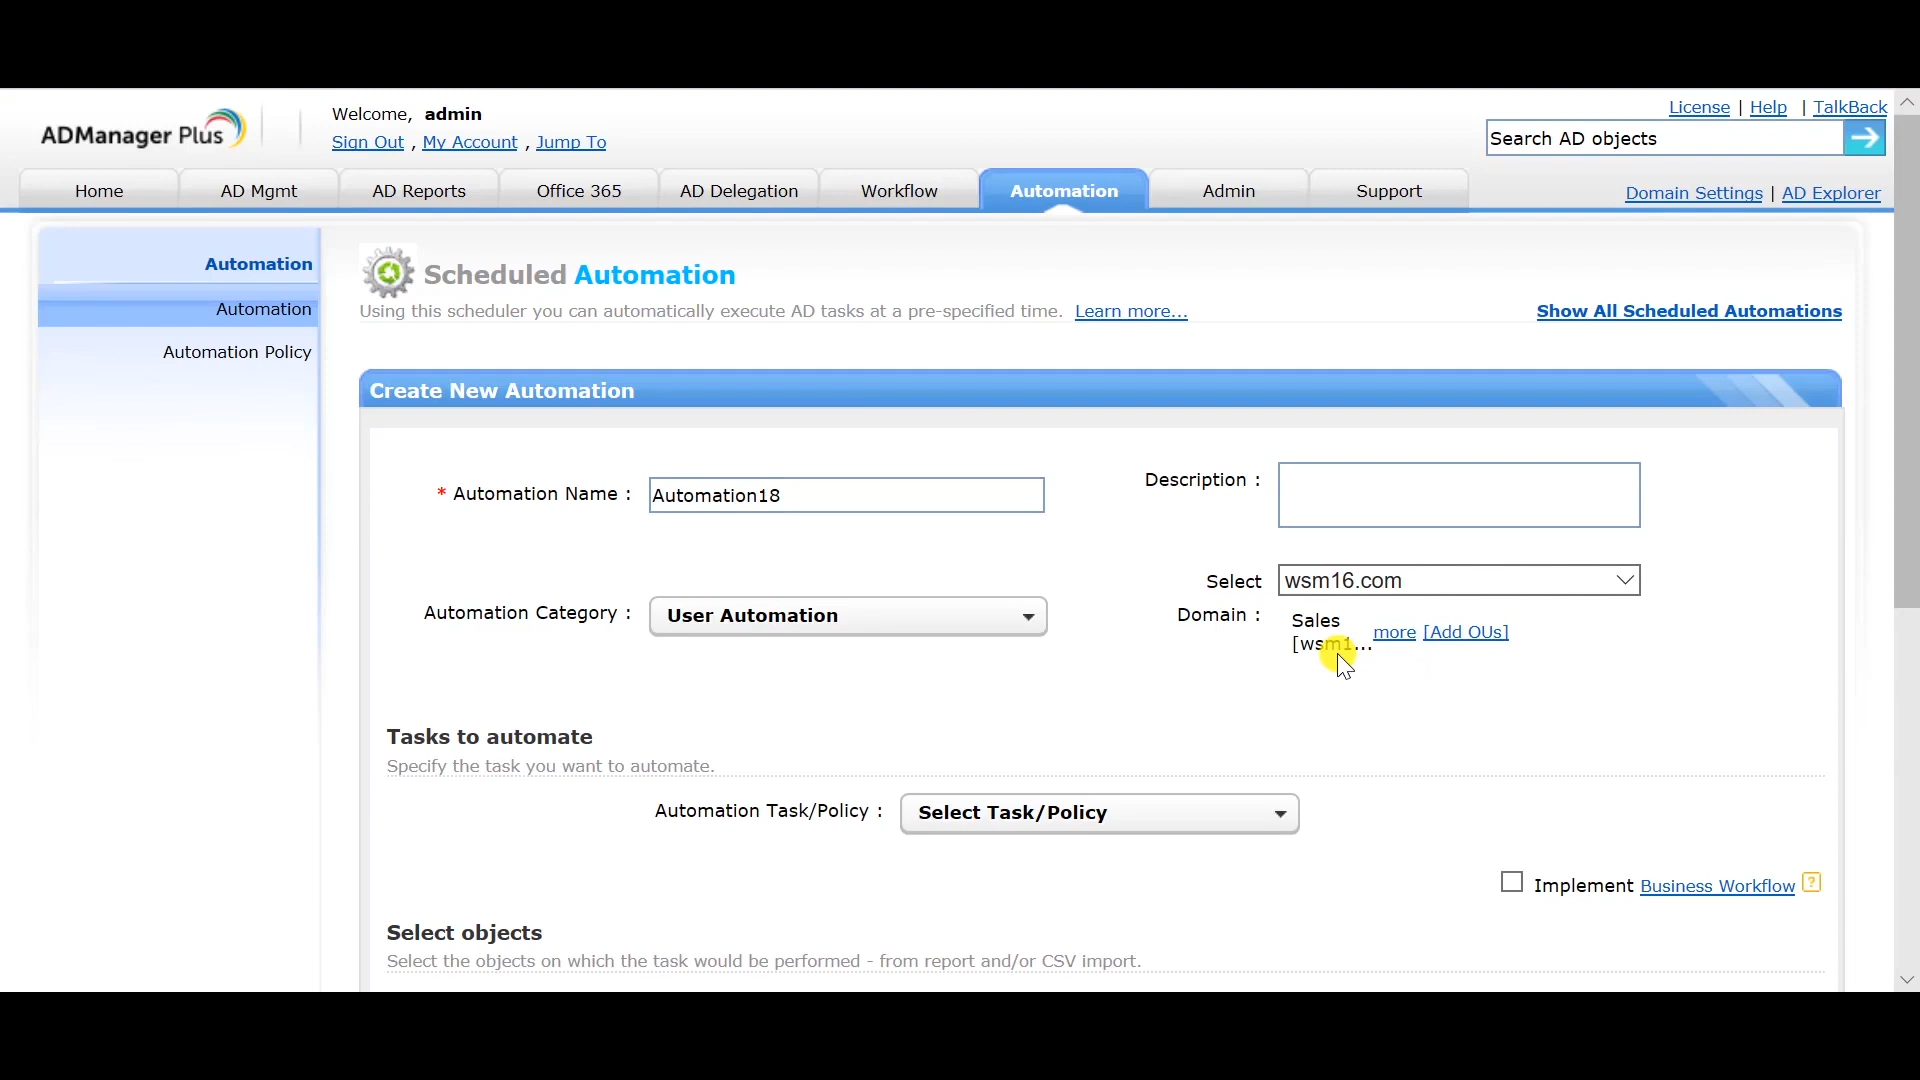 License | Help | TalkBack
ADManager Plus
Welcome, admin
Sign Out , My Account , Jump To
Search AD objects
Home AD Mgmt AD Reports Office 365 AD Delegation Workflow Automation Admin Support
Domain Settings | AD Explorer
Automation
Automation
Automation Policy
Scheduled Automation
Using this scheduler you can automatically execute AD tasks at a pre-specified time. Learn more...
Show All Scheduled Automations
Create New Automation
* Automation Name : Automation18
Description :
Automation Category : User Automation
Select Domain : wsm16.com
Sales
[wsm1... more [Add OUs]
Tasks to automate
Specify the task you want to automate.
Automation Task/Policy : Select Task/Policy
Implement Business Workflow ?
Select objects
Select the objects on which the task would be performed - from report and/or CSV import.